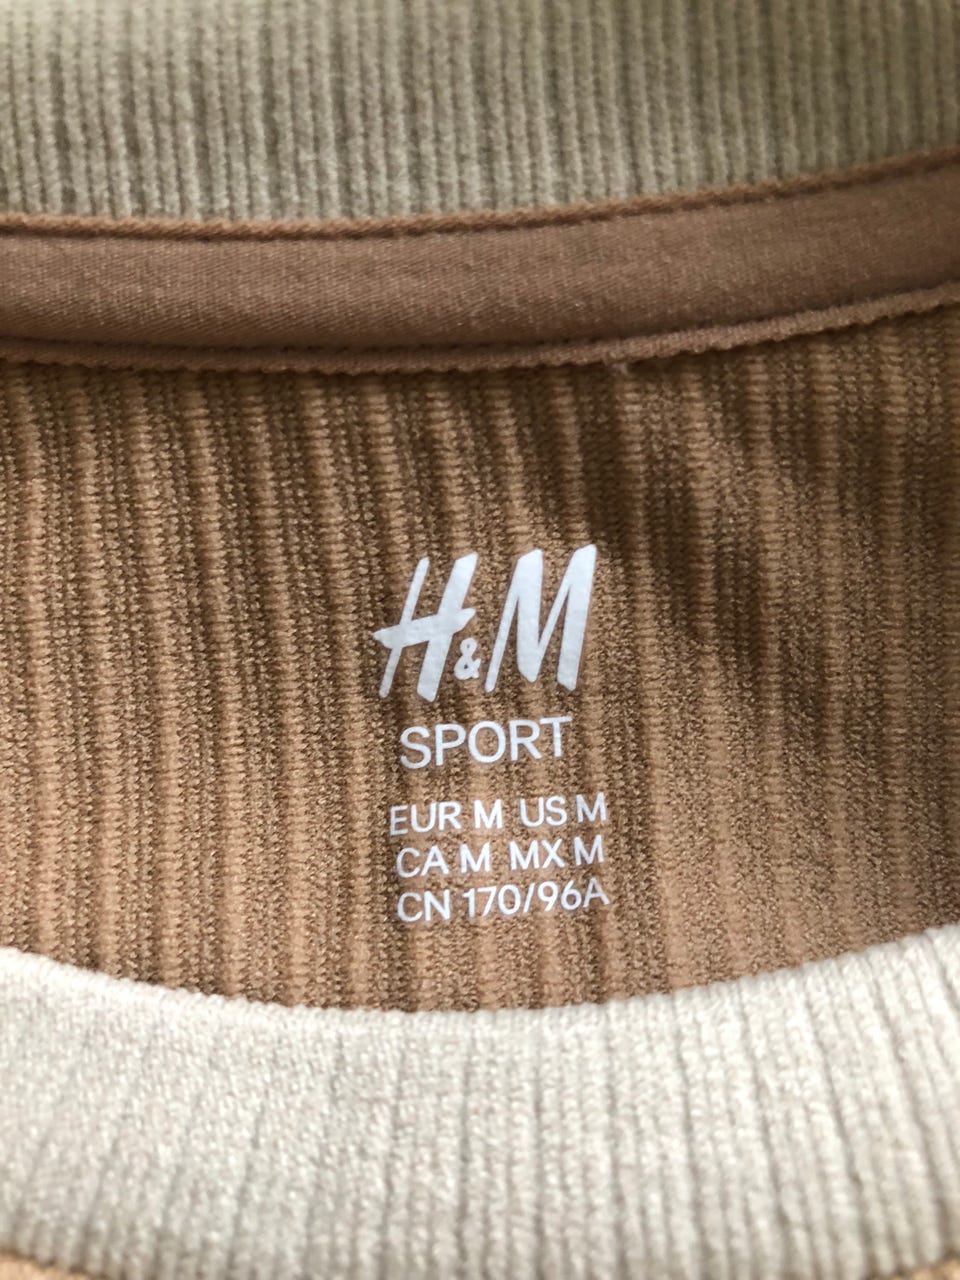 H&M
SPORT
EUR M US M
CA M MX M
CN 170/96A